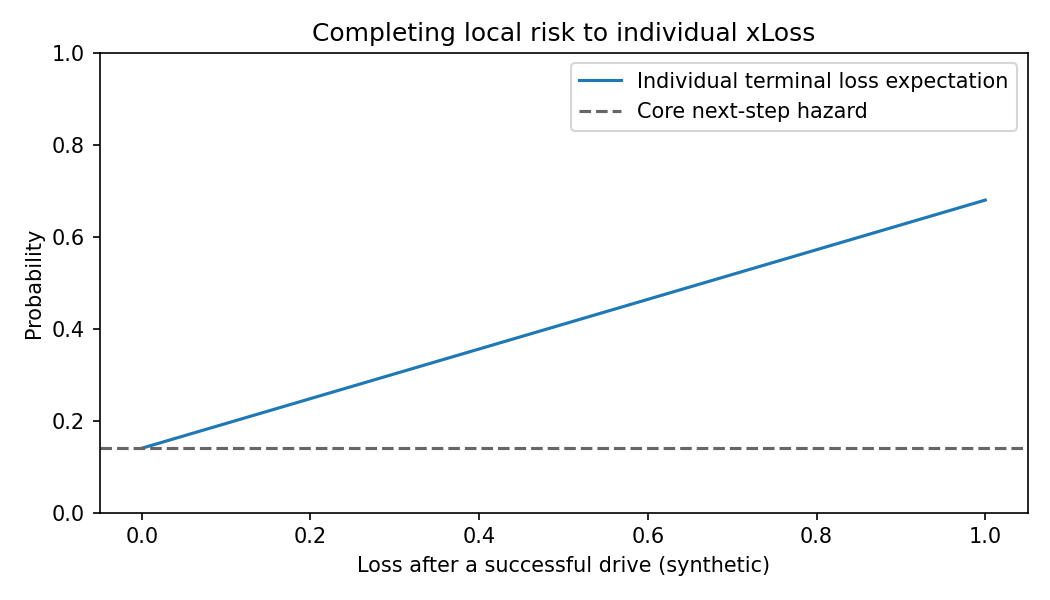 Completing local risk to individual xLoss
Individual terminal loss expectation
Core next-step hazard
Probability
1.0
0.8
0.6
0.4
0.2
0.0
0.0 0.2 0.4 0.6 0.8 1.0
Loss after a successful drive (synthetic)